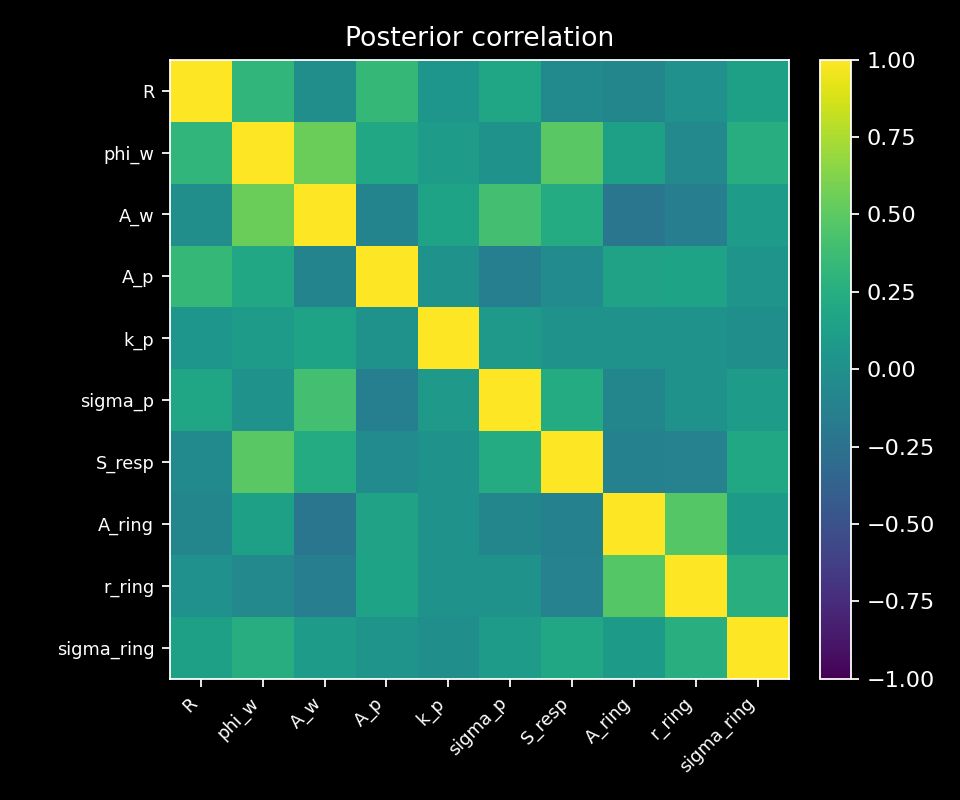 Posterior correlation
R
phi_w
A_w
A_p
k_p
sigma_p
S_resp
A_ring
r_ring
sigma_ring
R
phi_w
A_w
A_p
k_p
sigma_p
S_resp
A_ring
r_ring
sigma_ring
1.00
0.75
0.50
0.25
0.00
−0.25
−0.50
−0.75
−1.00